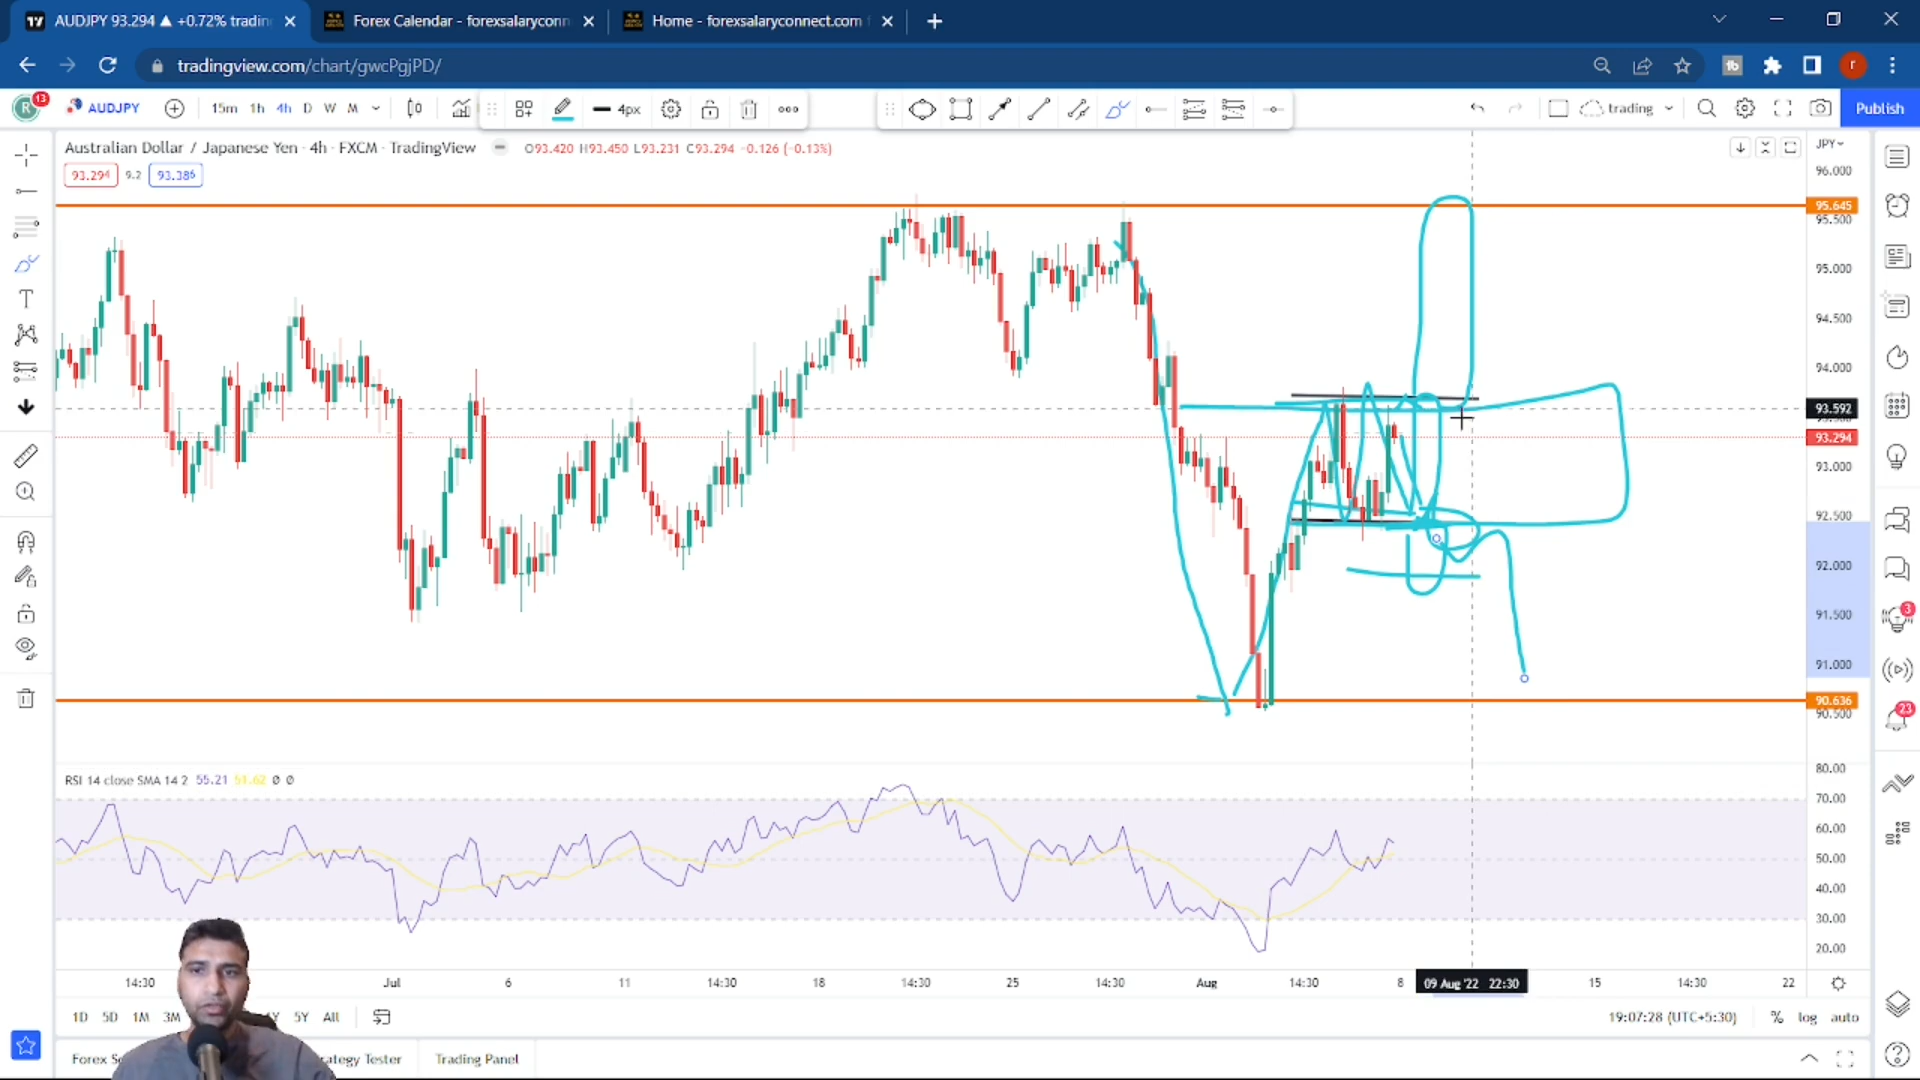 AUDJPY 93.294 ▲ +0.72% tradin
Forex Calendar - forexsalaryconn
Home - forexsalaryconnect.com
tradingview.com/chart/gwcPgjPD/
r
R 13
AUDJPY
15m 1h 4h D W M
4px
trading
Publish
Australian Dollar / Japanese Yen · 4h · FXCM · TradingView
O93.420 H93.450 L93.231 C93.294 -0.126 (-0.13%)
93.294 9.2 93.386
JPY
96.000
95.645
95.500
95.000
94.500
94.000
93.592
93.294
93.000
92.500
92.000
91.500
91.000
90.636
90.500
3
23
RSI 14 close SMA 14 2 55.21 51.62 Ø Ø
80.00
70.00
60.00
50.00
40.00
30.00
20.00
14:30 Jul 6 11 14:30 18 14:30 25 14:30 Aug 14:30 8 09 Aug '22 22:30 15 14:30 22
1D 5D 1M 3M 5Y All
19:07:28 (UTC+5:30) % log auto
Forex Sc
rategy Tester
Trading Panel